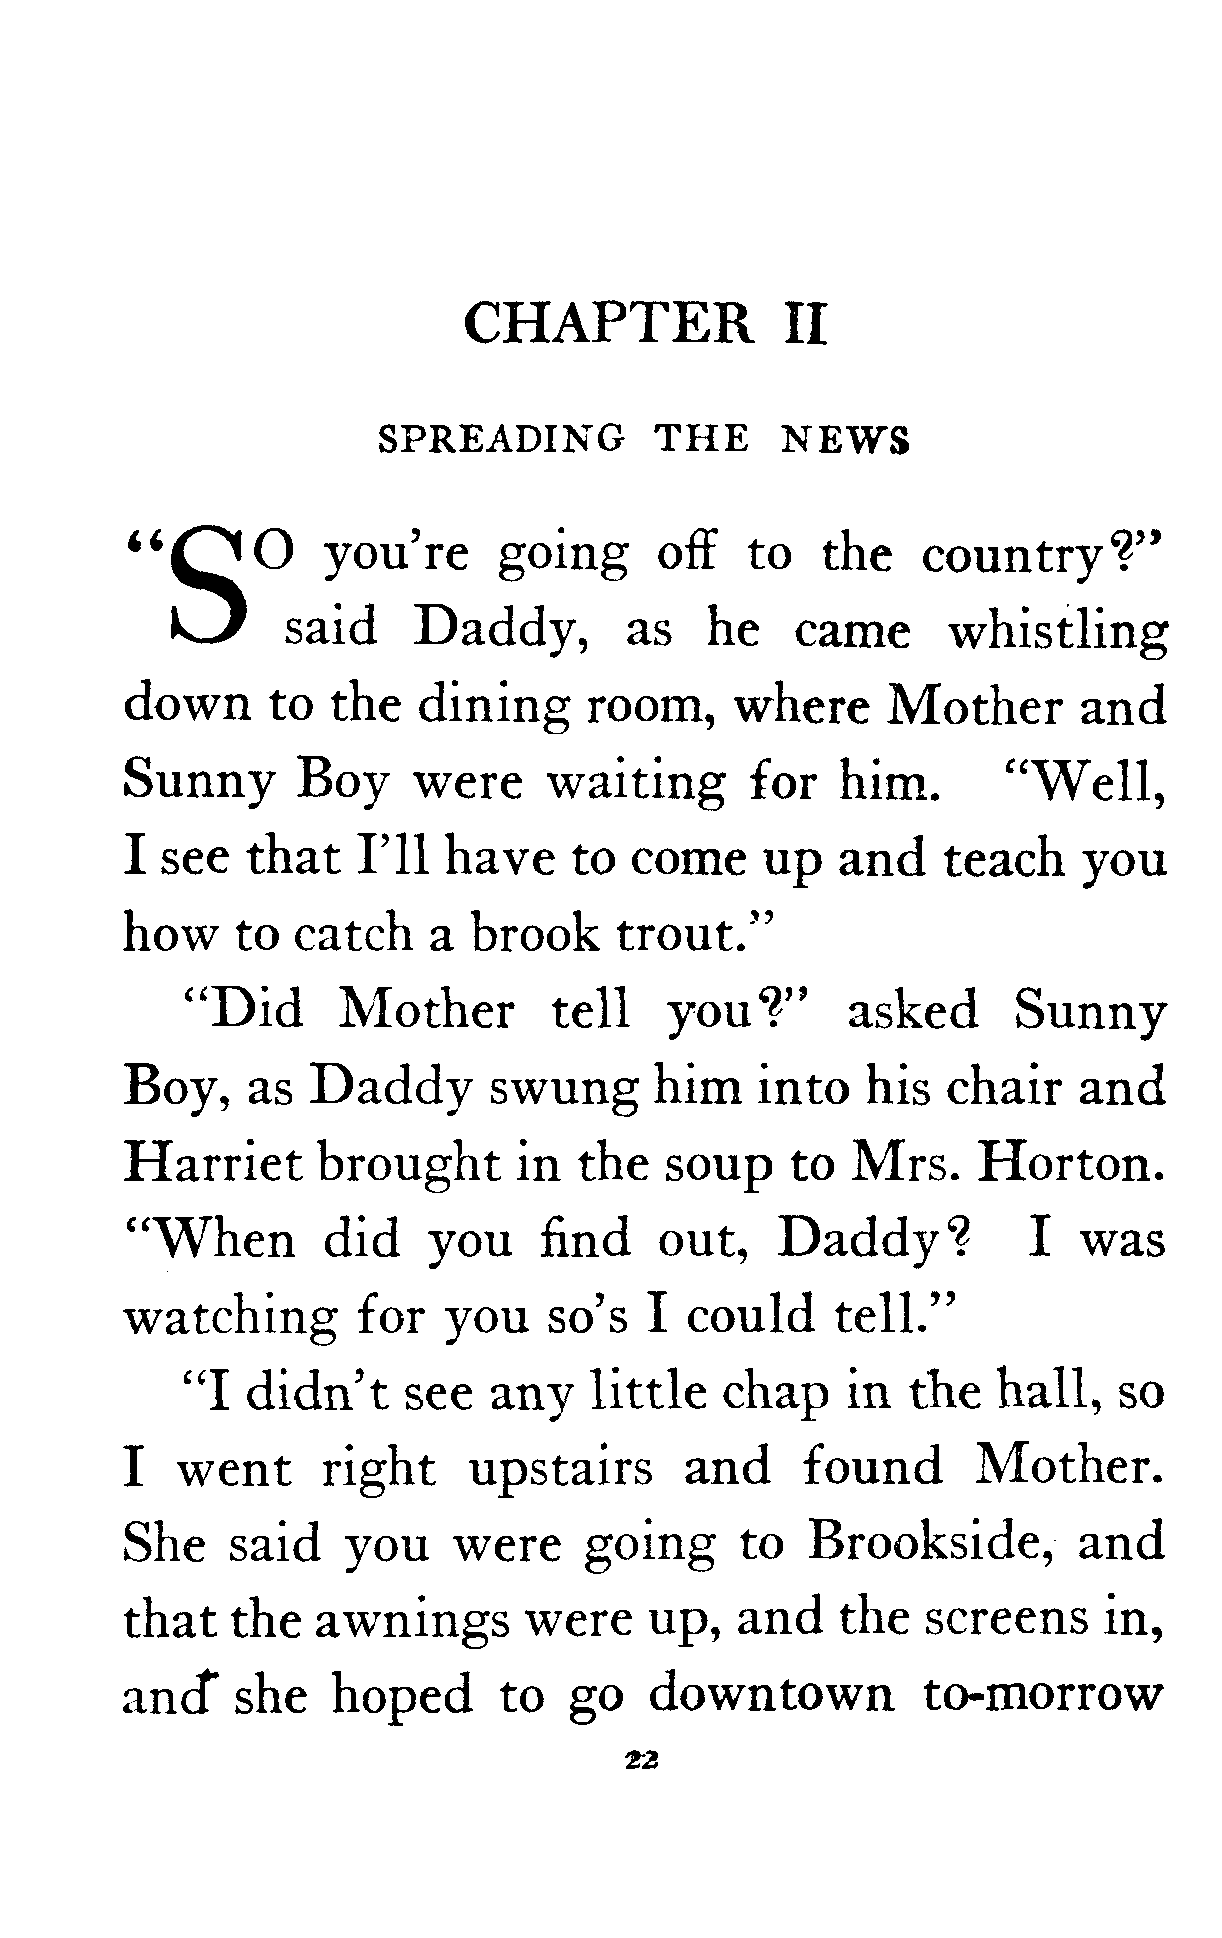 CHAPTER II
SPREADING THE NEWS
“SO you’re going off to the country?”
said Daddy, as he came whistling
down to the dining room, where Mother and
Sunny Boy were waiting for him. “Well,
I see that I’ll have to come up and teach you
how to catch a brook trout.”
“Did Mother tell you?” asked Sunny
Boy, as Daddy swung him into his chair and
Harriet brought in the soup to Mrs. Horton.
“When did you find out, Daddy? I was
watching for you so’s I could tell.”
“I didn’t see any little chap in the hall, so
I went right upstairs and found Mother.
She said you were going to Brookside, and
that the awnings were up, and the screens in,
and she hoped to go downtown to-morrow
22